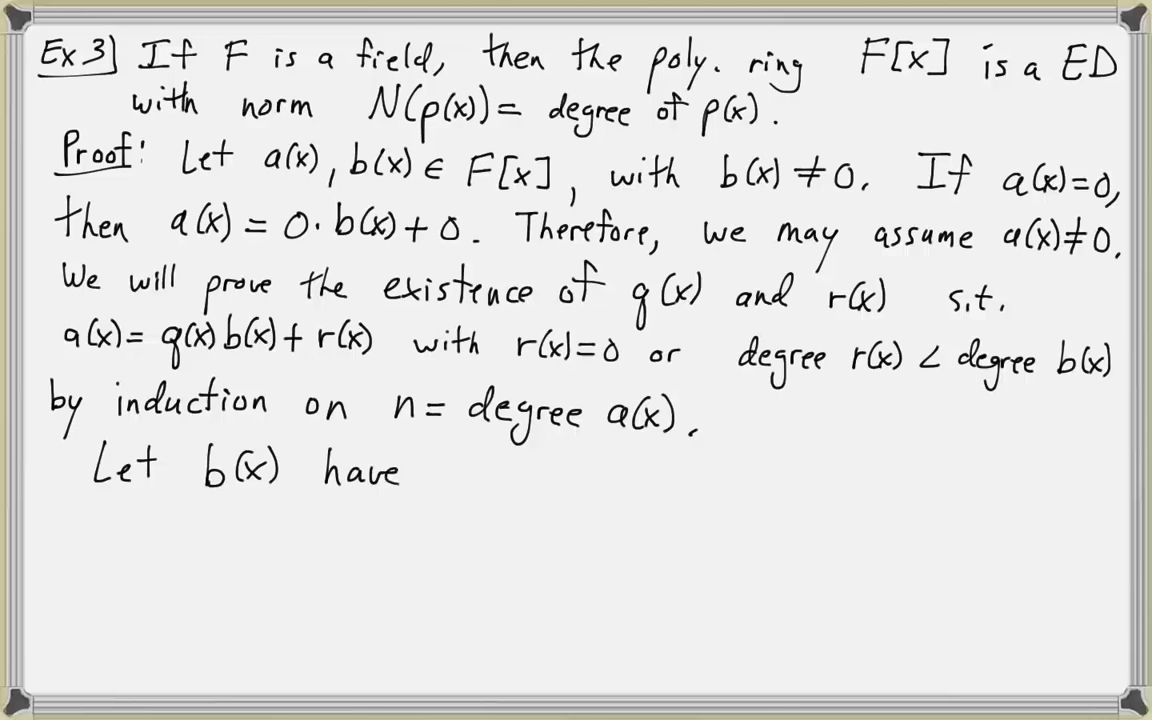 Ex 3] If F is a field, then the poly. ring F[x] is a ED
with norm N(p(x)) = degree of p(x).
Proof: Let a(x), b(x) ∈ F[x], with b(x) ≠ 0. If a(x)=0,
then a(x) = 0· b(x) + 0. Therefore, we may assume a(x)≠0.
We will prove the existence of q(x) and r(x) s.t.
a(x)= q(x) b(x) + r(x) with r(x)=0 or degree r(x) < degree b(x)
by induction on n = degree a(x).
Let b(x) have